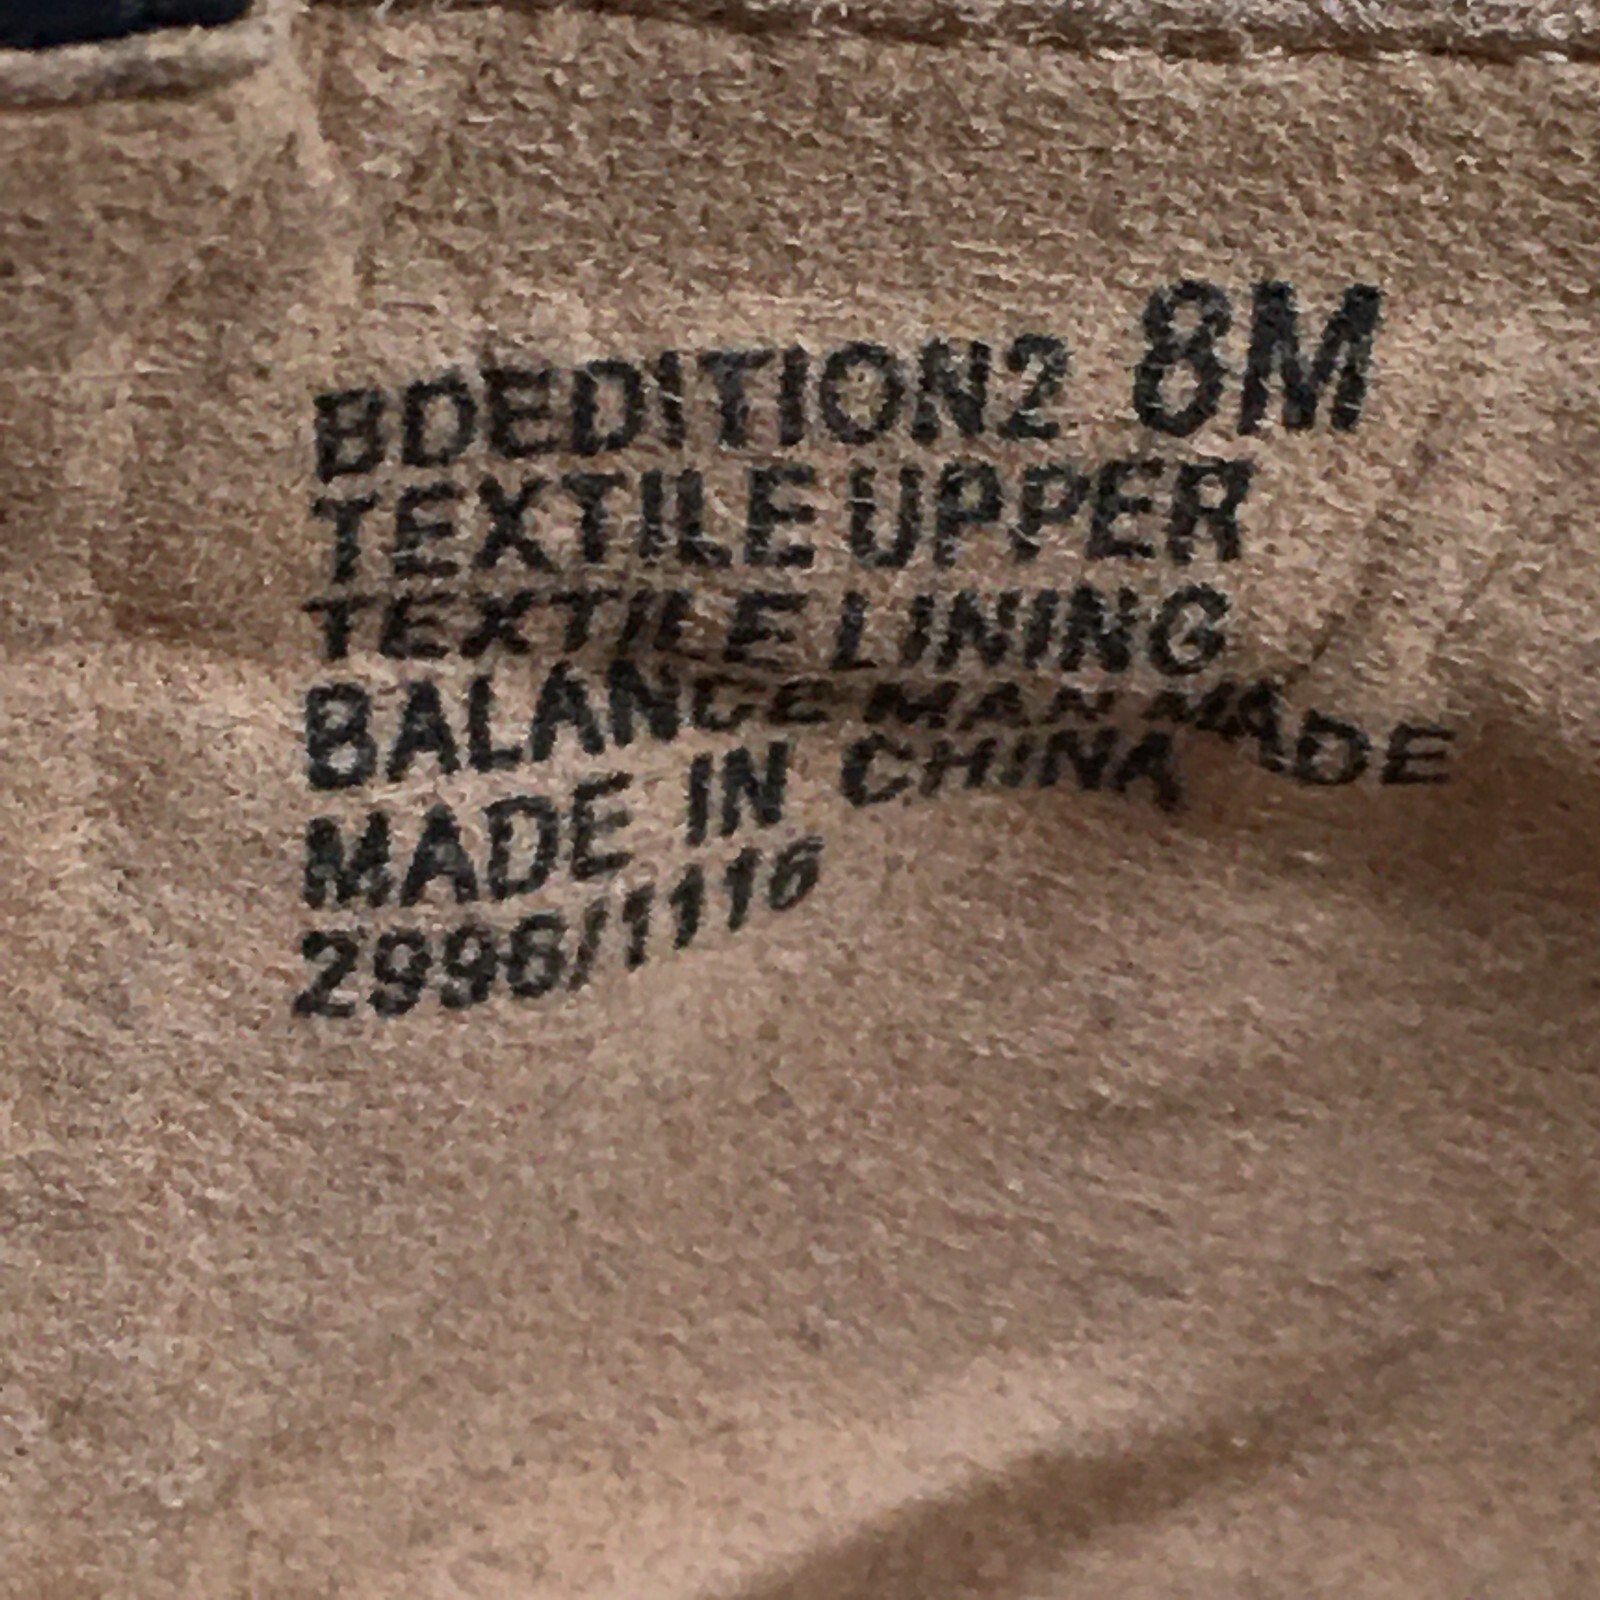 BDEDITION2 8M
TEXTILE UPPER
TEXTILE LINING
BALANCE MAN MADE
MADE IN CHINA
2996/1116